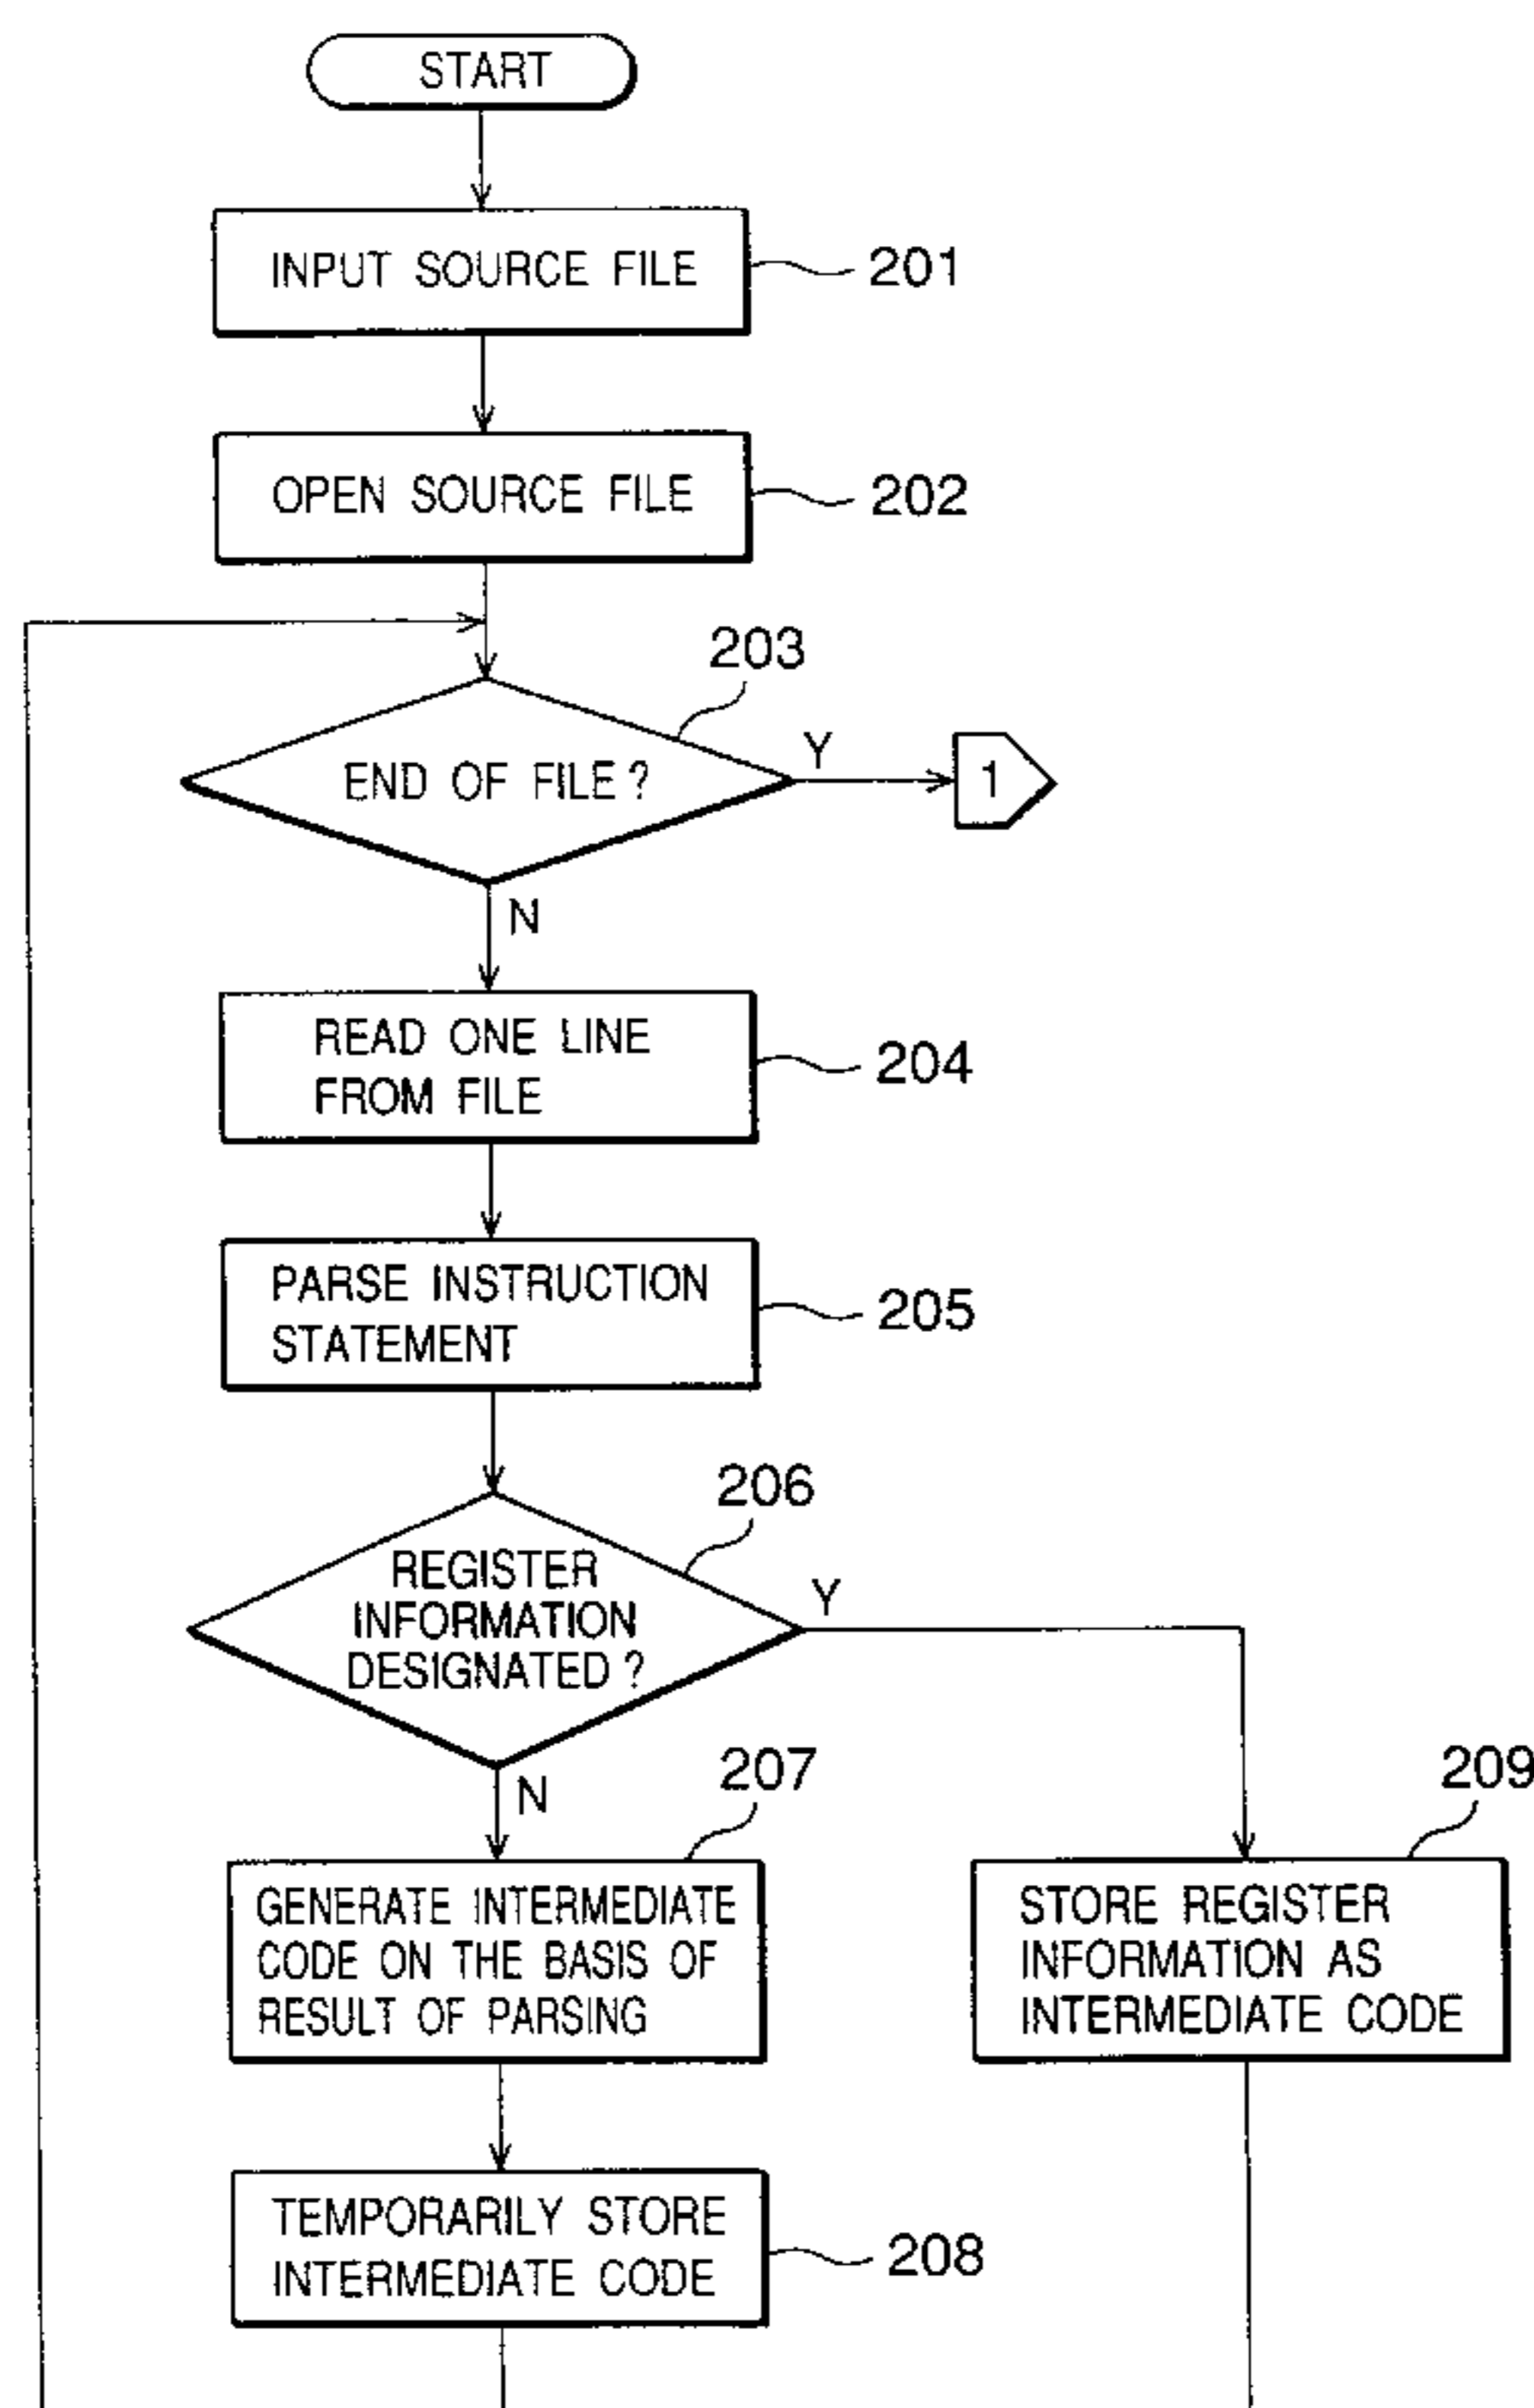 START
INPUT SOURCE FILE
201
OPEN SOURCE FILE
202
203
END OF FILE?
Y
1
N
READ ONE LINE
FROM FILE
204
PARSE INSTRUCTION
STATEMENT
205
206
REGISTER
INFORMATION
DESIGNATED?
Y
N
207
209
GENERATE INTERMEDIATE
CODE ON THE BASIS OF
RESULT OF PARSING
STORE REGISTER
INFORMATION AS
INTERMEDIATE CODE
TEMPORARILY STORE
INTERMEDIATE CODE
208